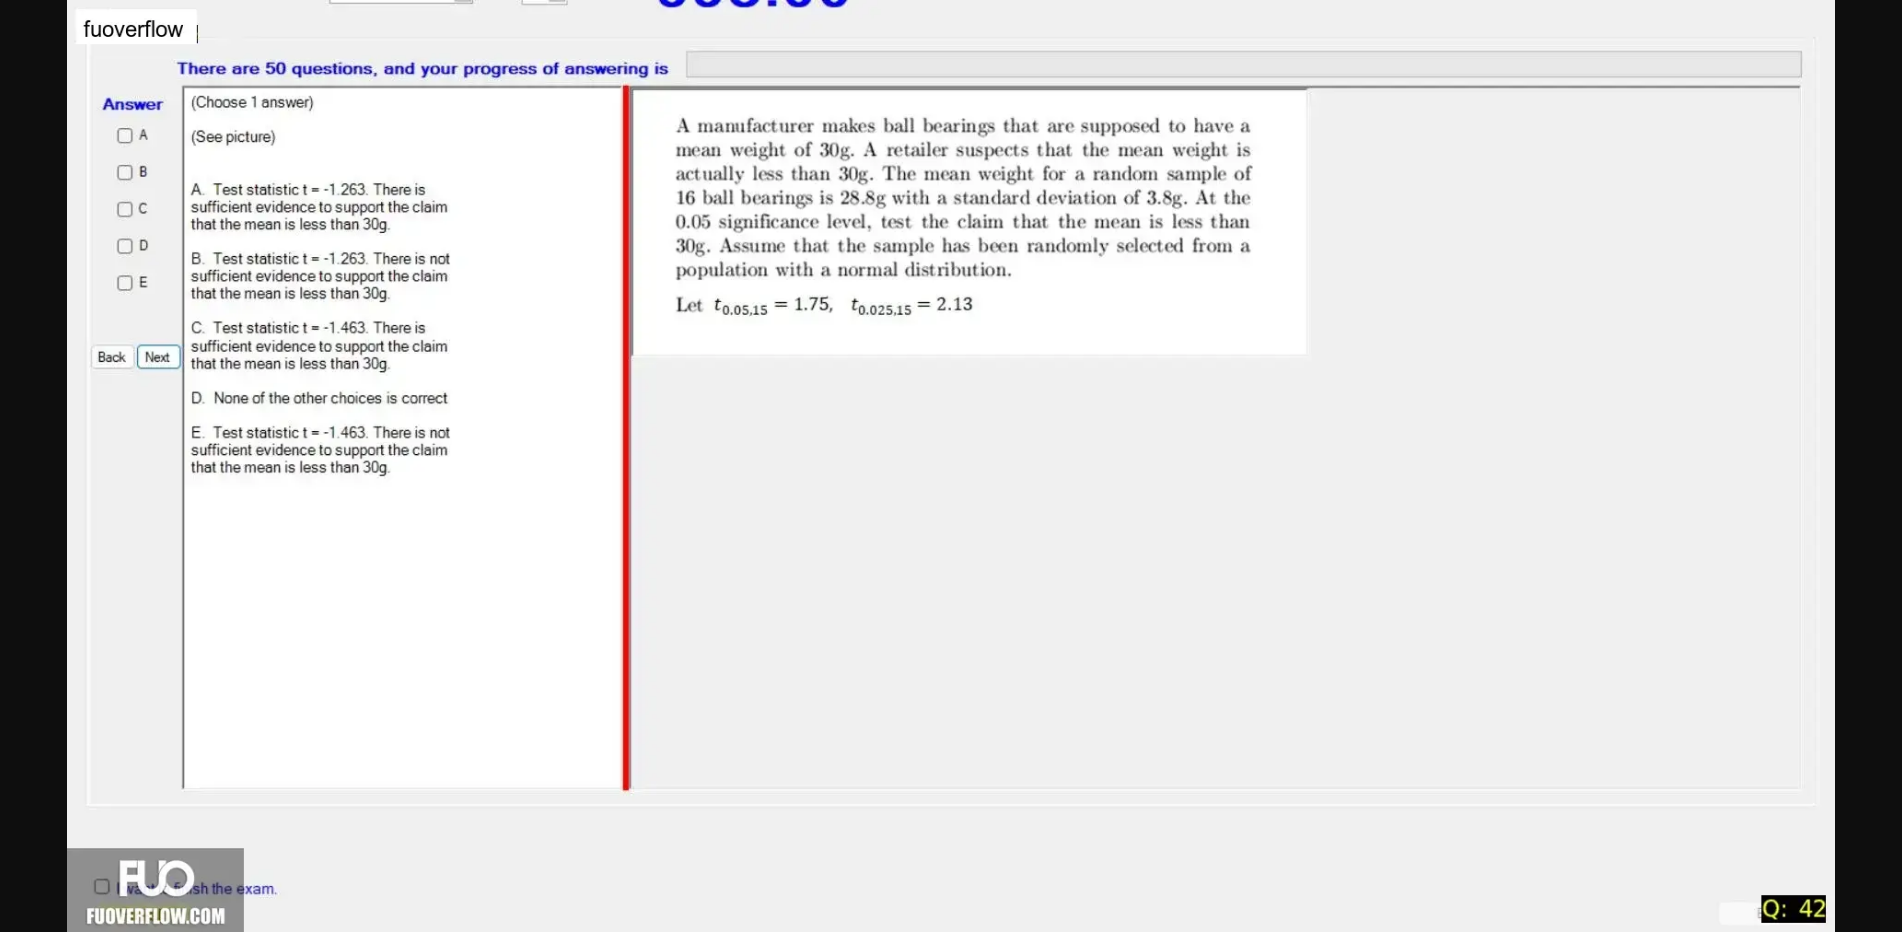 fuoverflow
There are 50 questions, and your progress of answering is
Answer
A
B
C
D
E
Back Next
(Choose 1 answer)
(See picture)
A. Test statistic t = -1.263. There is
sufficient evidence to support the claim
that the mean is less than 30g.
B. Test statistic t = -1.263. There is not
sufficient evidence to support the claim
that the mean is less than 30g.
C. Test statistic t = -1.463. There is
sufficient evidence to support the claim
that the mean is less than 30g.
D. None of the other choices is correct
E. Test statistic t = -1.463. There is not
sufficient evidence to support the claim
that the mean is less than 30g.
A manufacturer makes ball bearings that are supposed to have a
mean weight of 30g. A retailer suspects that the mean weight is
actually less than 30g. The mean weight for a random sample of
16 ball bearings is 28.8g with a standard deviation of 3.8g. At the
0.05 significance level, test the claim that the mean is less than
30g. Assume that the sample has been randomly selected from a
population with a normal distribution.
Let t0.05,15 = 1.75, t0.025,15 = 2.13
FUO
the exam.
FUOVERFLOW.COM
Q: 42